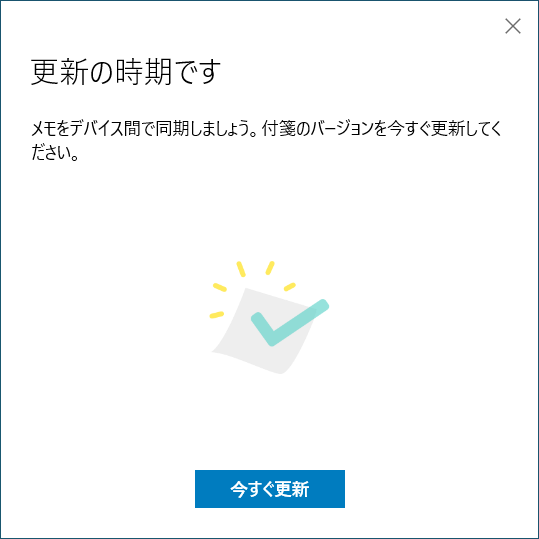 更新の時期です
メモをデバイス間で同期しましょう。付箋のバージョンを今すぐ更新してく
ださい。
今すぐ更新